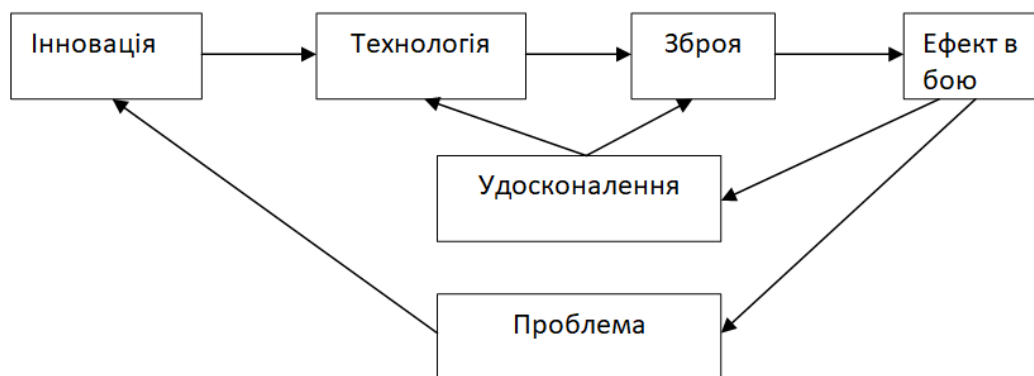 Інновація
Технологія
Зброя
Ефект в
бою
Удосконалення
Проблема